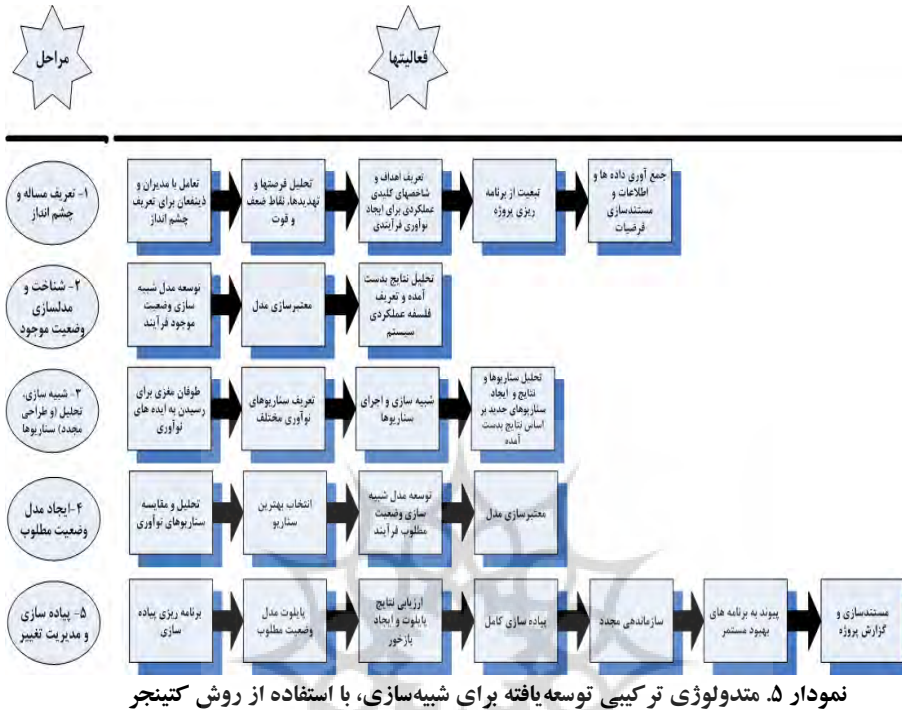 مراحل
فعالیتها
۱- تعریف مساله و
چشم انداز
تعامل با مدیران و
ذینفعان برای تعریف
چشم انداز
تحلیل فرصتها و
تهدیدها، نقاط ضعف
و قوت
تعریف اهداف و
شاخصهای کلیدی
عملکردی برای ایجاد
نوآوری فرآیندی
تبعیت از برنامه
ریزی پروژه
جمع آوری داده ها و
اطلاعات و
مستندسازی
فرضیات
۲- شناخت و
مدلسازی
وضعیت موجود
توسعه مدل شبیه
سازی وضعیت
موجود فرآیند
معتبرسازی مدل
تحلیل نتایج بدست
آمده و تعریف
فلسفه عملکردی
سیستم
۳- شبیه سازی،
تحلیل (و طراحی
مجدد) سناریوها
طوفان مغزی برای
رسیدن به ایده های
نوآوری
تعریف سناریوهای
نوآوری مختلف
شبیه سازی و اجرای
سناریوها
تحلیل سناریوها و
نتایج و ایجاد
سناریوهای جدید بر
اساس نتایج بدست
آمده
۴-ایجاد مدل
وضعیت مطلوب
تحلیل و مقایسه
سناریوهای نوآوری
انتخاب بهترین
سناریو
توسعه مدل شبیه
سازی وضعیت
مطلوب فرآیند
معتبرسازی مدل
۵- پیاده سازی
و مدیریت تغییر
برنامه ریزی پیاده
سازی
پایلوت مدل
وضعیت مطلوب
ارزیابی نتایج
پایلوت و ایجاد
بازخور
پیاده سازی کامل
سازماندهی مجدد
پیوند به برنامه های
بهبود مستمر
مستندسازی و
گزارش پروژه
نمودار ۵. متدولوژی ترکیبی توسعه‌یافته برای شبیه‌سازی، با استفاده از روش کتینجر